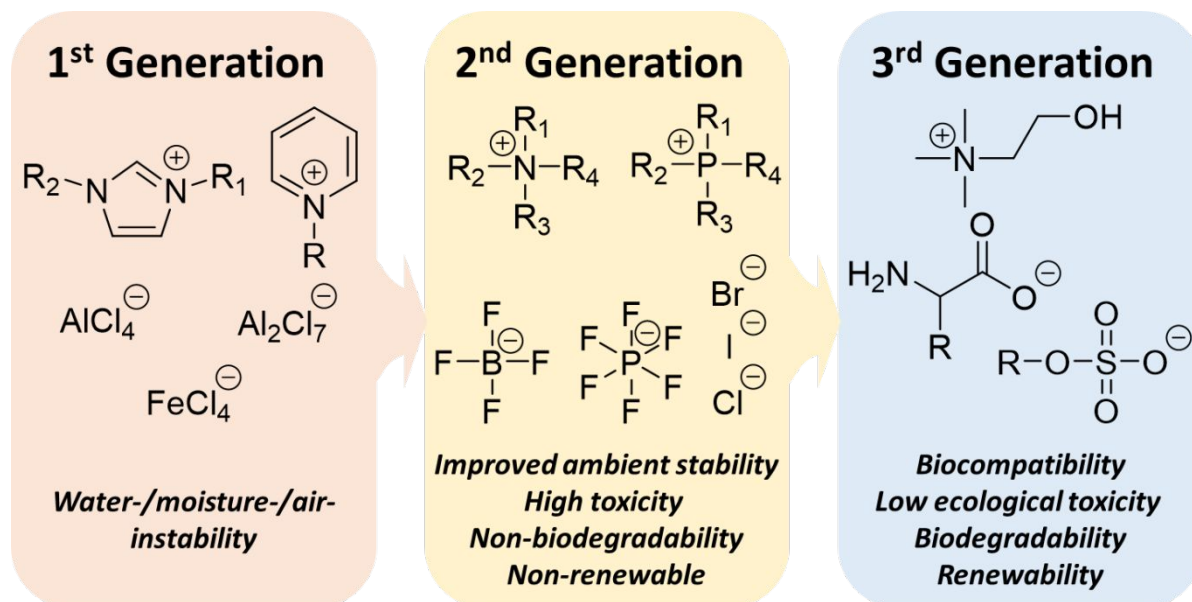 1st Generation
R2
N
N
R1
+
+
N
R
AlCl4−
Al2Cl7−
FeCl4−
Water-/moisture-/air-
instability
2nd Generation
R1
R2
+
N
R4
R3
R1
R2
+
P
R4
R3
F
F−B−F
−
F
F
F
F
P
−
F
F
F
Br−
I−
Cl−
Improved ambient stability
High toxicity
Non-biodegradability
Non-renewable
3rd Generation
OH
+
N
O
H2N
O−
R
O
R−O−S−O−
O
Biocompatibility
Low ecological toxicity
Biodegradability
Renewability